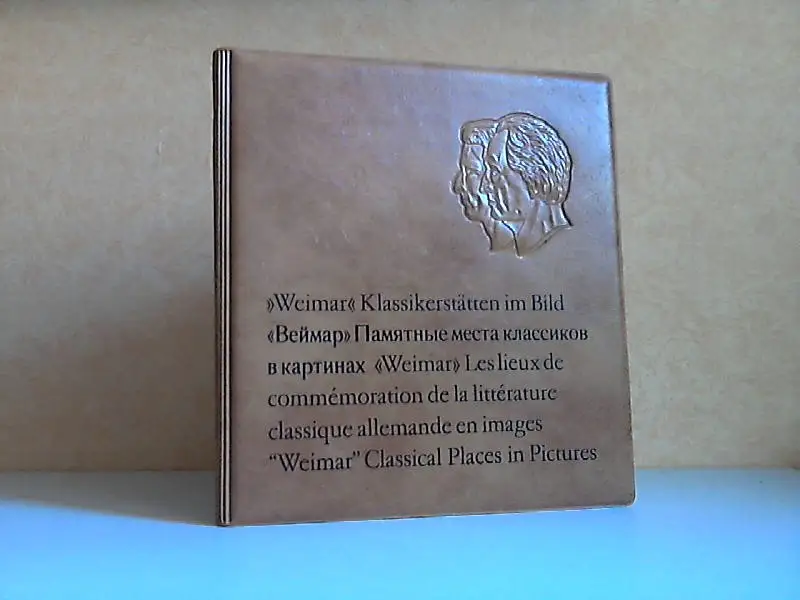 »Weimar« Klassikerstätten im Bild
«Веймар» Памятные места классиков
в картинах «Weimar» Les lieux de
commémoration de la littérature
classique allemande en images
“Weimar” Classical Places in Pictures